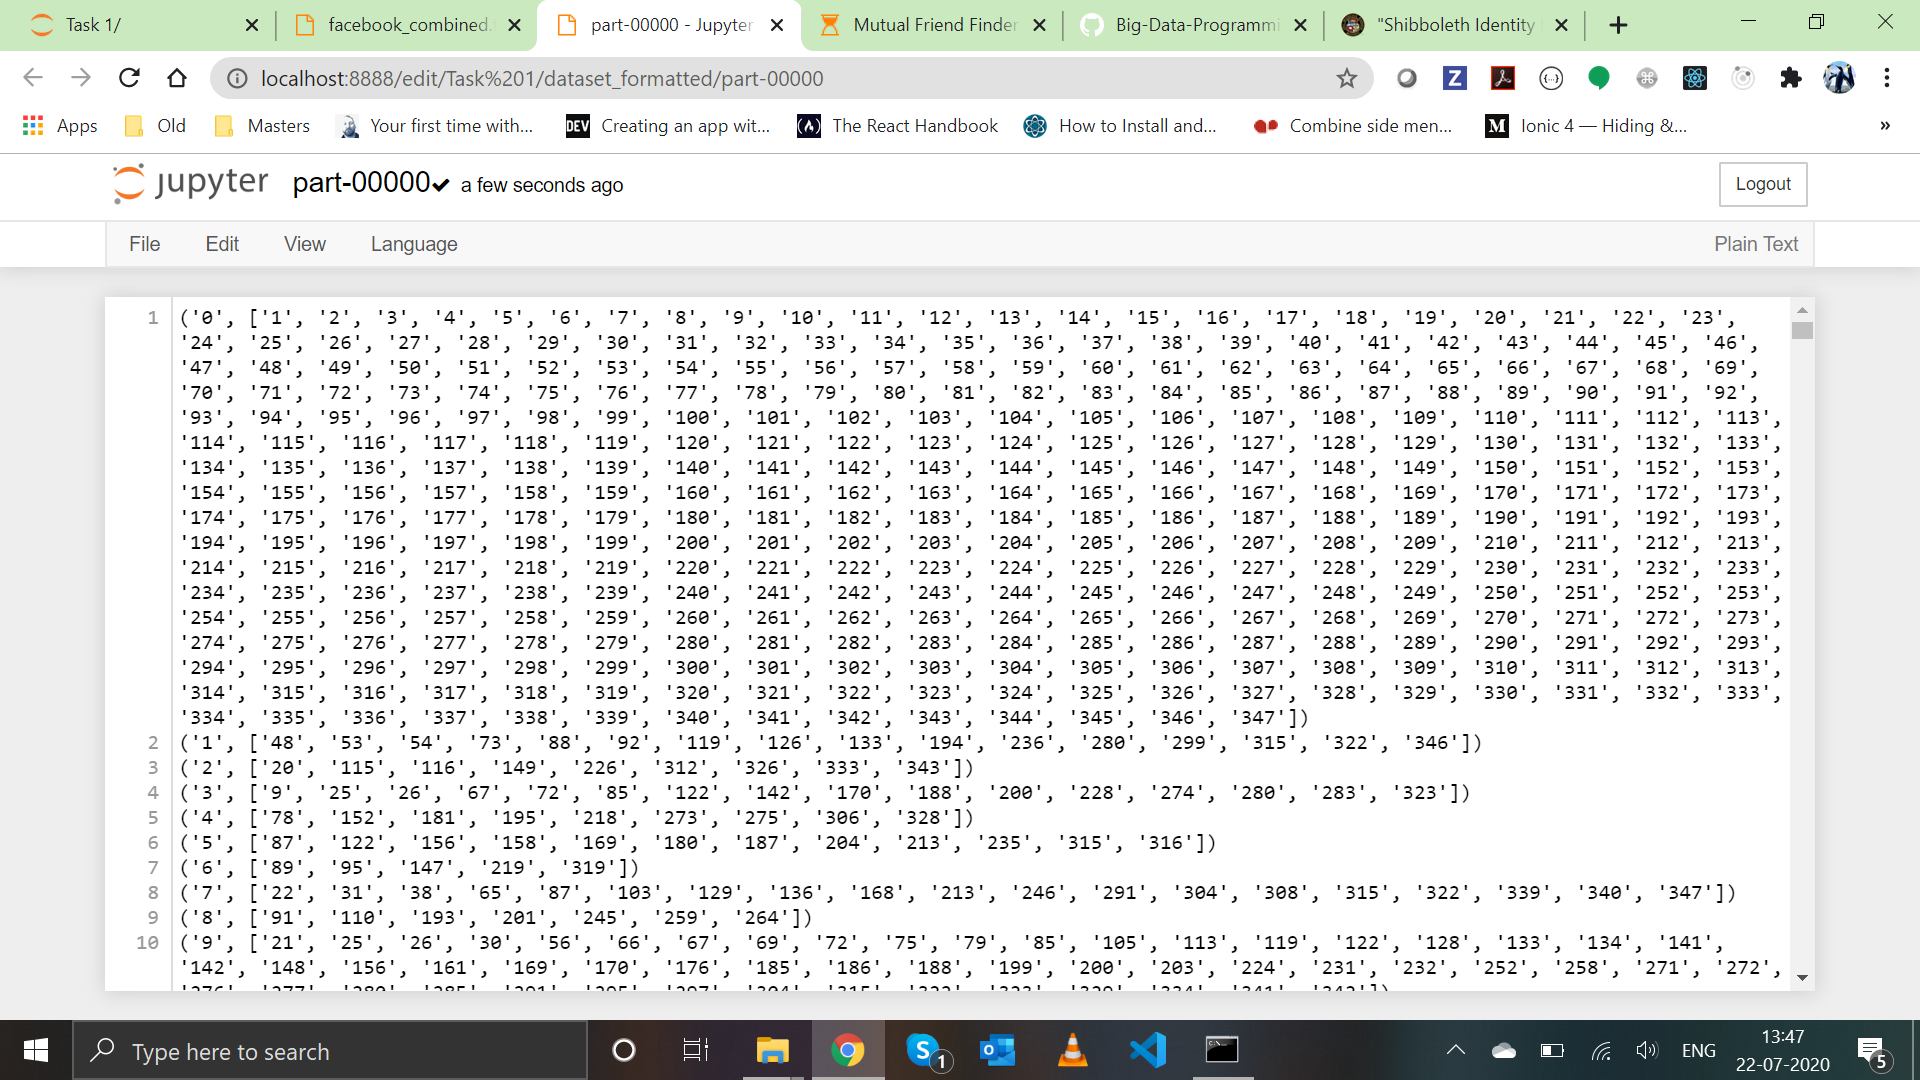 Task 1/
facebook_combined.
part-00000 - Jupyter
Mutual Friend Finder
Big-Data-Programmi
"Shibboleth Identity
localhost:8888/edit/Task%201/dataset_formatted/part-00000
Apps
Old
Masters
Your first time with...
DEV
Creating an app wit...
The React Handbook
How to Install and...
Combine side men...
Ionic 4 — Hiding &...
»
jupyter
part-00000
a few seconds ago
Logout
File
Edit
View
Language
Plain Text
1 ('0', ['1', '2', '3', '4', '5', '6', '7', '8', '9', '10', '11', '12', '13', '14', '15', '16', '17', '18', '19', '20', '21', '22', '23',
'24', '25', '26', '27', '28', '29', '30', '31', '32', '33', '34', '35', '36', '37', '38', '39', '40', '41', '42', '43', '44', '45', '46',
'47', '48', '49', '50', '51', '52', '53', '54', '55', '56', '57', '58', '59', '60', '61', '62', '63', '64', '65', '66', '67', '68', '69',
'70', '71', '72', '73', '74', '75', '76', '77', '78', '79', '80', '81', '82', '83', '84', '85', '86', '87', '88', '89', '90', '91', '92',
'93', '94', '95', '96', '97', '98', '99', '100', '101', '102', '103', '104', '105', '106', '107', '108', '109', '110', '111', '112', '113',
'114', '115', '116', '117', '118', '119', '120', '121', '122', '123', '124', '125', '126', '127', '128', '129', '130', '131', '132', '133',
'134', '135', '136', '137', '138', '139', '140', '141', '142', '143', '144', '145', '146', '147', '148', '149', '150', '151', '152', '153',
'154', '155', '156', '157', '158', '159', '160', '161', '162', '163', '164', '165', '166', '167', '168', '169', '170', '171', '172', '173',
'174', '175', '176', '177', '178', '179', '180', '181', '182', '183', '184', '185', '186', '187', '188', '189', '190', '191', '192', '193',
'194', '195', '196', '197', '198', '199', '200', '201', '202', '203', '204', '205', '206', '207', '208', '209', '210', '211', '212', '213',
'214', '215', '216', '217', '218', '219', '220', '221', '222', '223', '224', '225', '226', '227', '228', '229', '230', '231', '232', '233',
'234', '235', '236', '237', '238', '239', '240', '241', '242', '243', '244', '245', '246', '247', '248', '249', '250', '251', '252', '253',
'254', '255', '256', '257', '258', '259', '260', '261', '262', '263', '264', '265', '266', '267', '268', '269', '270', '271', '272', '273',
'274', '275', '276', '277', '278', '279', '280', '281', '282', '283', '284', '285', '286', '287', '288', '289', '290', '291', '292', '293',
'294', '295', '296', '297', '298', '299', '300', '301', '302', '303', '304', '305', '306', '307', '308', '309', '310', '311', '312', '313',
'314', '315', '316', '317', '318', '319', '320', '321', '322', '323', '324', '325', '326', '327', '328', '329', '330', '331', '332', '333',
'334', '335', '336', '337', '338', '339', '340', '341', '342', '343', '344', '345', '346', '347'])
2 ('1', ['48', '53', '54', '73', '88', '92', '119', '126', '133', '194', '236', '280', '299', '315', '322', '346'])
3 ('2', ['20', '115', '116', '149', '226', '312', '326', '333', '343'])
4 ('3', ['9', '25', '26', '67', '72', '85', '122', '142', '170', '188', '200', '228', '274', '280', '283', '323'])
5 ('4', ['78', '152', '181', '195', '218', '273', '275', '306', '328'])
6 ('5', ['87', '122', '156', '158', '169', '180', '187', '204', '213', '235', '315', '316'])
7 ('6', ['89', '95', '147', '219', '319'])
8 ('7', ['22', '31', '38', '65', '87', '103', '129', '136', '168', '213', '246', '291', '304', '308', '315', '322', '339', '340', '347'])
9 ('8', ['91', '110', '193', '201', '245', '259', '264'])
10 ('9', ['21', '25', '26', '30', '56', '66', '67', '69', '72', '75', '79', '85', '105', '113', '119', '122', '128', '133', '134', '141',
'142', '148', '156', '161', '169', '170', '176', '185', '186', '188', '199', '200', '203', '224', '231', '232', '252', '258', '271', '272',
Type here to search
1
ENG
13:47
22-07-2020
5